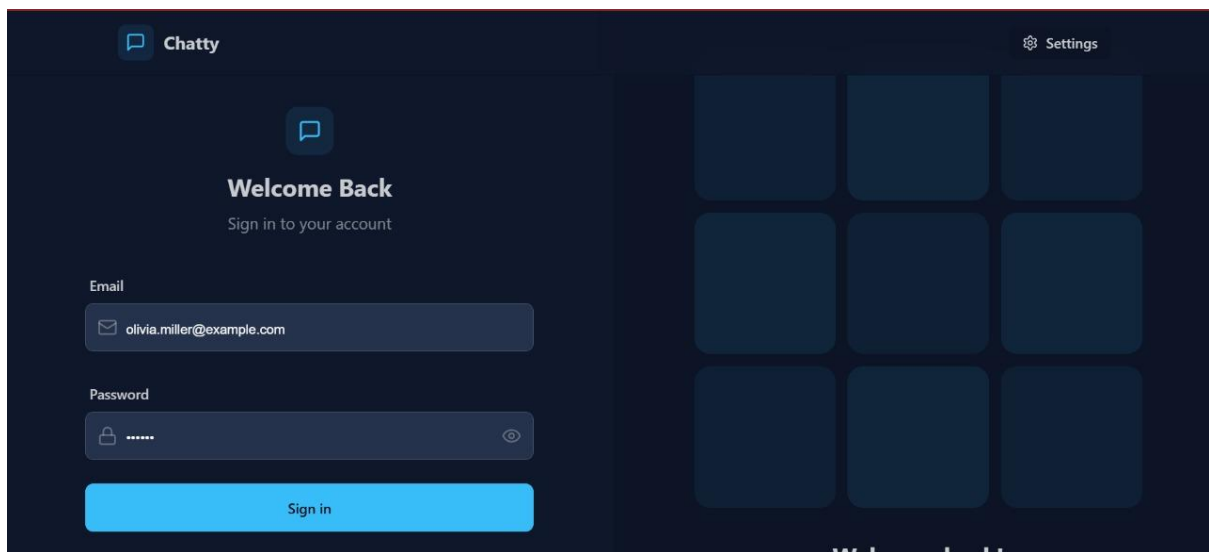 Chatty
Settings
Welcome Back
Sign in to your account
Email
olivia.miller@example.com
Password
••••••
Sign in